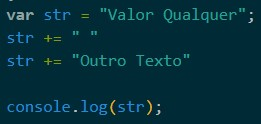 var str = "Valor Qualquer";
str += " "
str += "Outro Texto"
console.log(str);